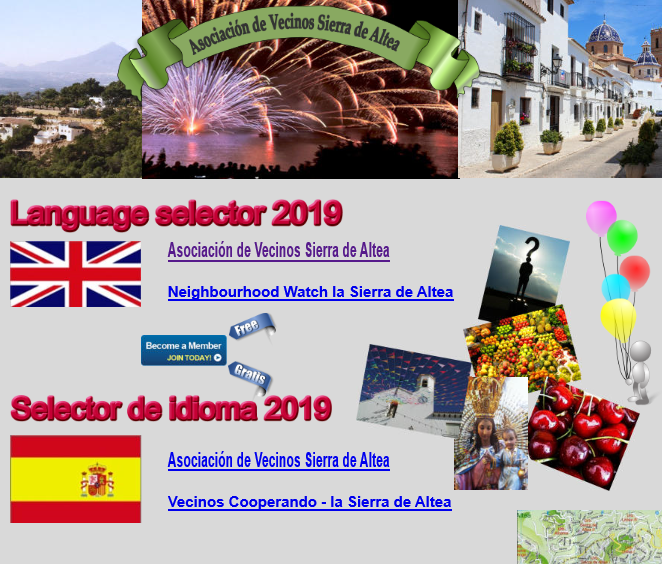 Asociación de Vecinos Sierra de Altea
Language selector 2019
Asociación de Vecinos Sierra de Altea
Neighbourhood Watch la Sierra de Altea
Free
Become a Member
JOIN TODAY!
Gratis
Selector de idioma 2019
Asociación de Vecinos Sierra de Altea
Vecinos Cooperando - la Sierra de Altea